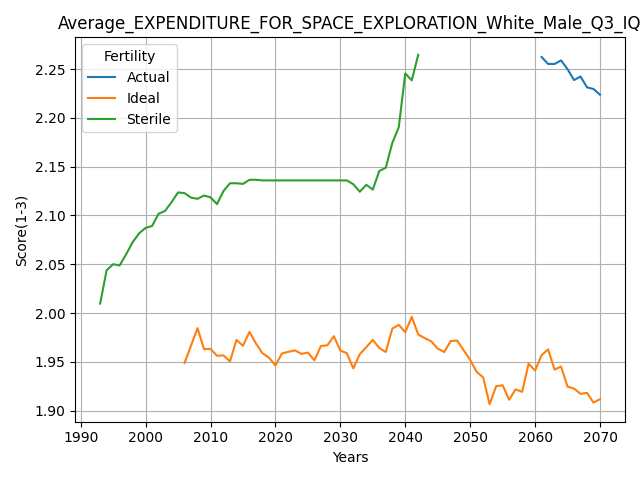 Average_EXPENDITURE_FOR_SPACE_EXPLORATION_White_Male_Q3_IQ
Fertility
Actual
Ideal
Sterile
Score(1-3)
2.25
2.20
2.15
2.10
2.05
2.00
1.95
1.90
1990 2000 2010 2020 2030 2040 2050 2060 2070
Years